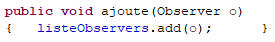 public void ajoute(Observer o)
{   listeObservers.add(o);      }